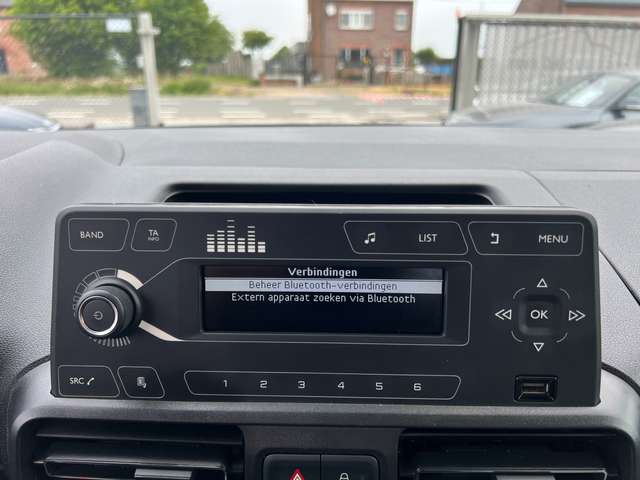 BAND
TA
INFO
LIST
MENU
Verbindingen
Beheer Bluetooth-verbindingen
Extern apparaat zoeken via Bluetooth
OK
SRC
1 2 3 4 5 6